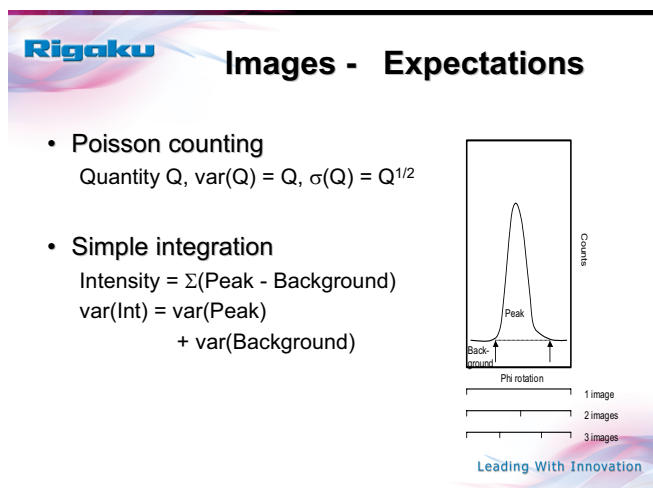 Rigaku
Images - Expectations
• Poisson counting
Quantity Q, var(Q) = Q, σ(Q) = Q1/2
• Simple integration
Intensity = Σ(Peak - Background)
var(Int) = var(Peak)
+ var(Background)
Counts
Peak
Back-
ground
Phi rotation
1 image
2 images
3 images
Leading With Innovation